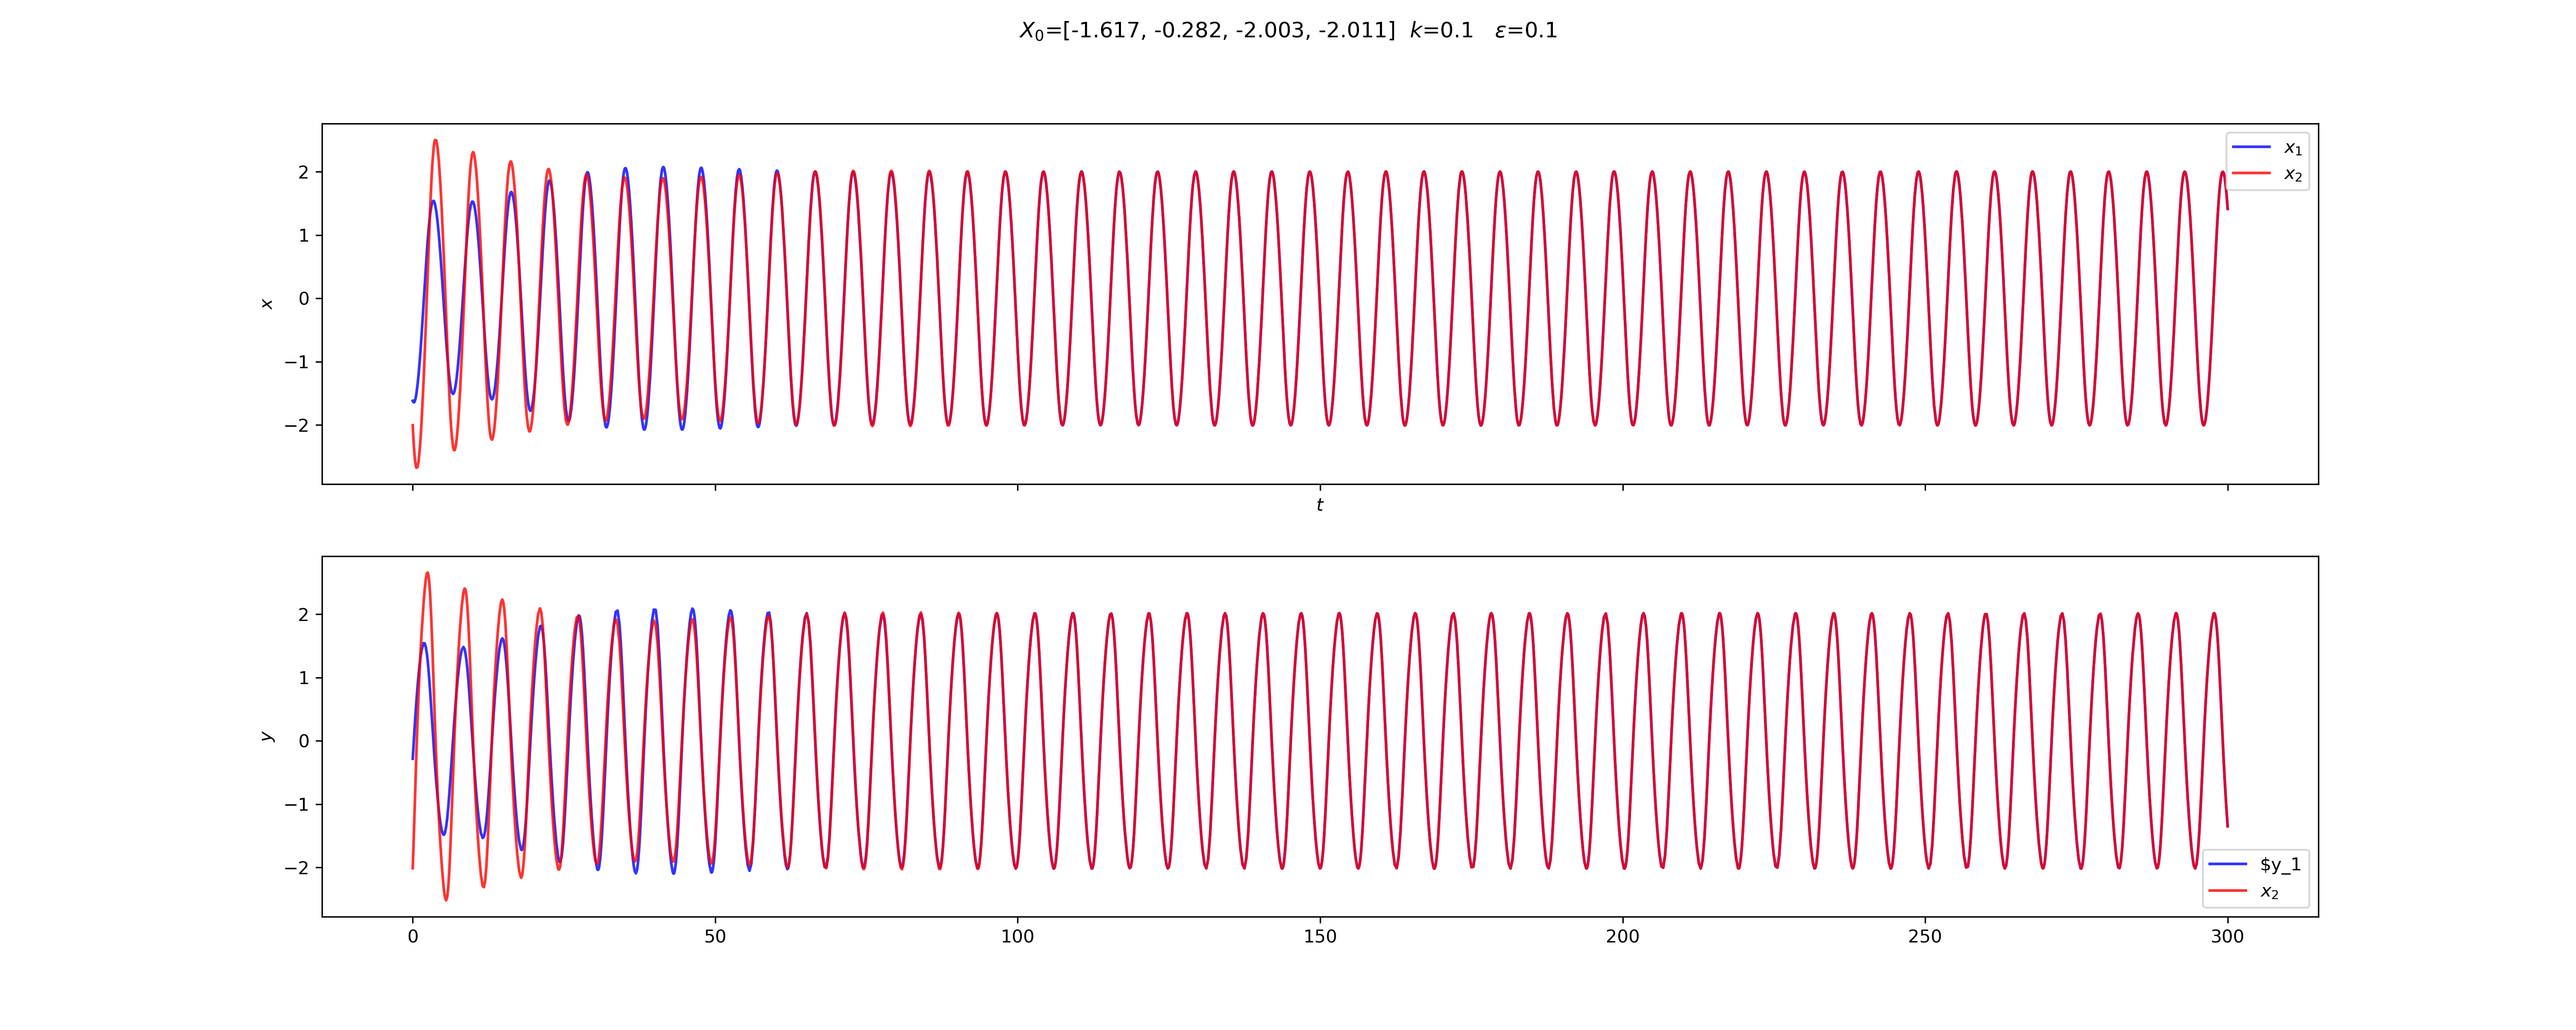 X₀=[-1.617, -0.282, -2.003, -2.011] k=0.1 ε=0.1
x₁
x₂
2
1
0
−1
−2
x
t
2
1
0
−1
−2
y
$y_1
x₂
0 50 100 150 200 250 300